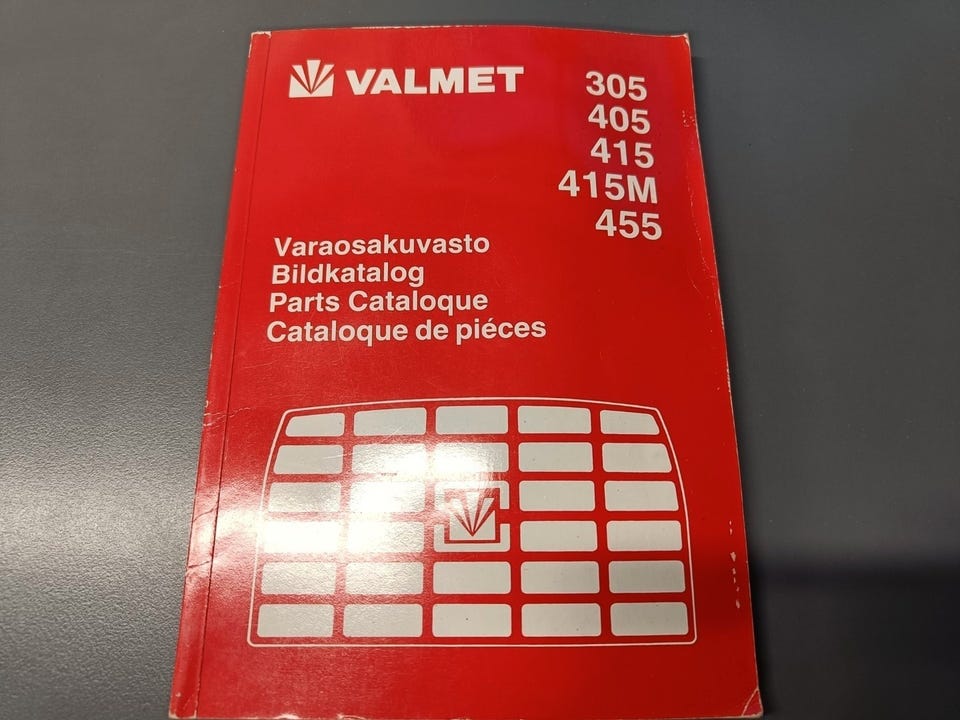 VALMET
305
405
415
415M
455
Varaosakuvasto
Bildkatalog
Parts Cataloque
Cataloque de piéces